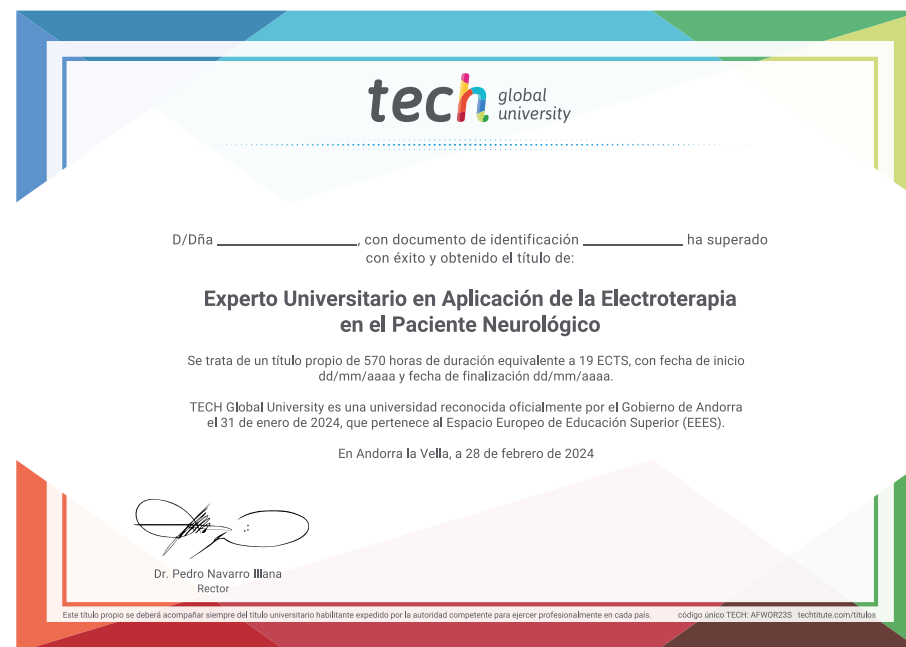 tech global university
D/Dña ____________________, con documento de identificación ______________ ha superado
con éxito y obtenido el título de:
Experto Universitario en Aplicación de la Electroterapia
en el Paciente Neurológico
Se trata de un título propio de 570 horas de duración equivalente a 19 ECTS, con fecha de inicio
dd/mm/aaaa y fecha de finalización dd/mm/aaaa.
TECH Global University es una universidad reconocida oficialmente por el Gobierno de Andorra
el 31 de enero de 2024, que pertenece al Espacio Europeo de Educación Superior (EEES).
En Andorra la Vella, a 28 de febrero de 2024
Dr. Pedro Navarro Illana
Rector
Este título propio se deberá acompañar siempre del título universitario habilitante expedido por la autoridad competente para ejercer profesionalmente en cada país. código único TECH: AFWOR23S techtitute.com/titulos